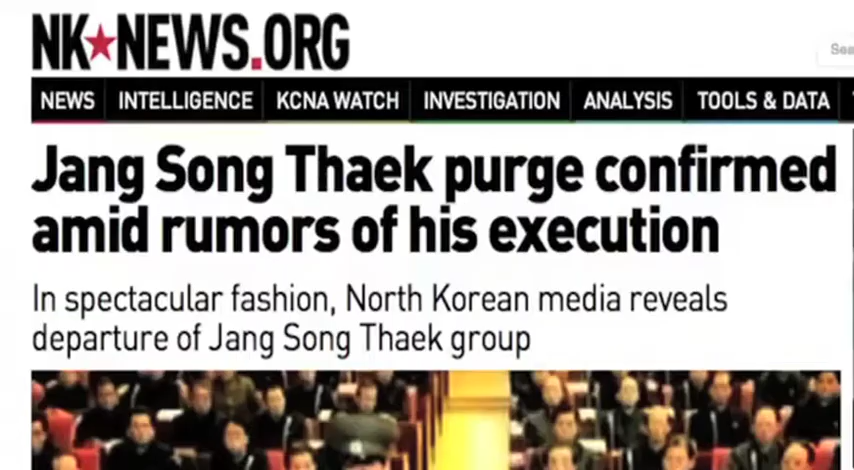 NK★NEWS.ORG
NEWS INTELLIGENCE KCNA WATCH INVESTIGATION ANALYSIS TOOLS & DATA
Jang Song Thaek purge confirmed
amid rumors of his execution
In spectacular fashion, North Korean media reveals
departure of Jang Song Thaek group